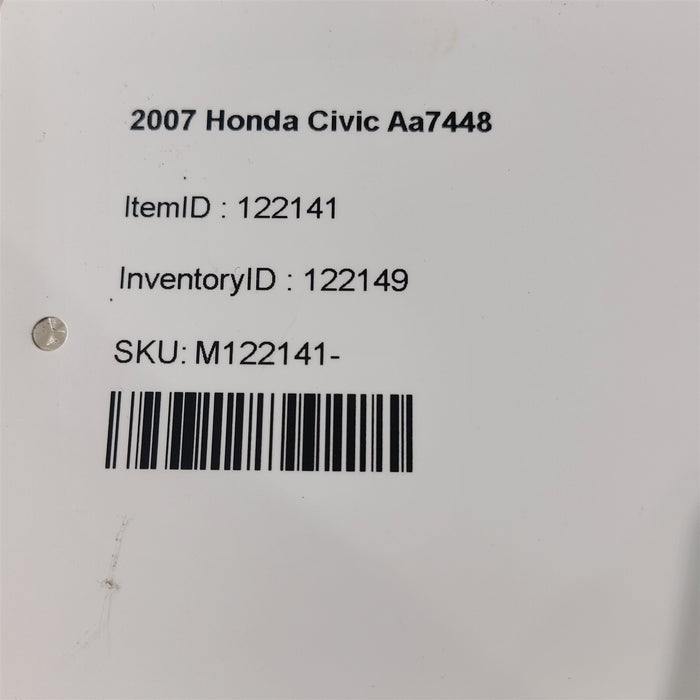 2007 Honda Civic Aa7448
ItemID : 122141
InventoryID : 122149
SKU: M122141-